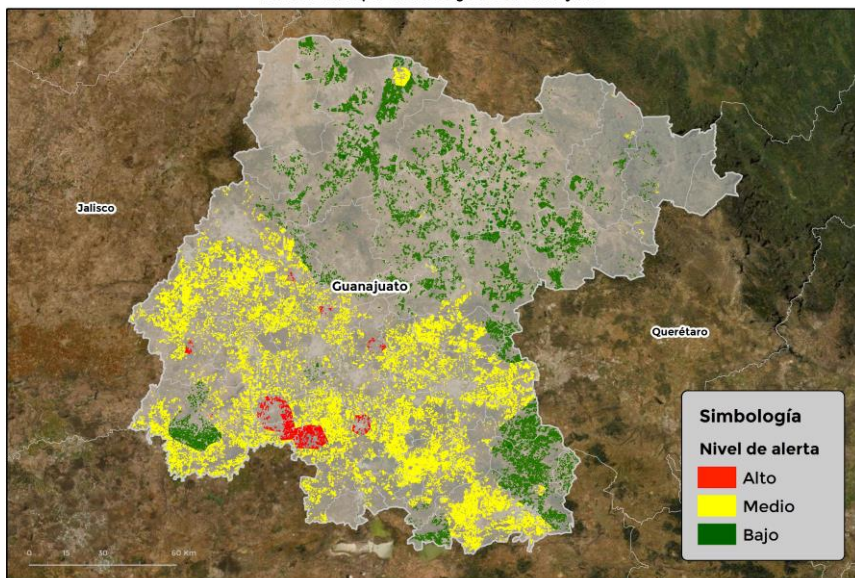 Jalisco
Guanajuato
Querétaro
Simbología
Nivel de alerta
Alto
Medio
Bajo
0 15 30 60 Km